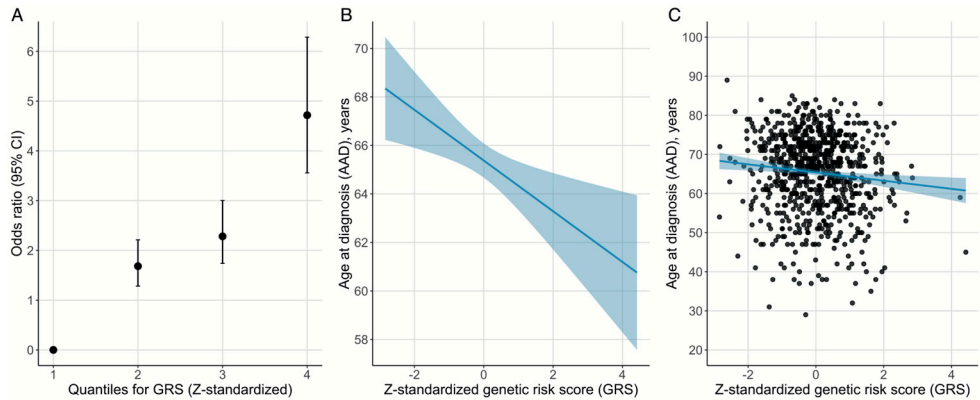 A
Odds ratio (95% CI)
6
5
4
3
2
1
0
1 2 3 4
Quantiles for GRS (Z-standardized)
B
Age at diagnosis (AAD), years
70
68
66
64
62
60
58
-2 0 2 4
Z-standardized genetic risk score (GRS)
C
Age at diagnosis (AAD), years
100
90
80
70
60
50
40
30
20
-2 0 2 4
Z-standardized genetic risk score (GRS)